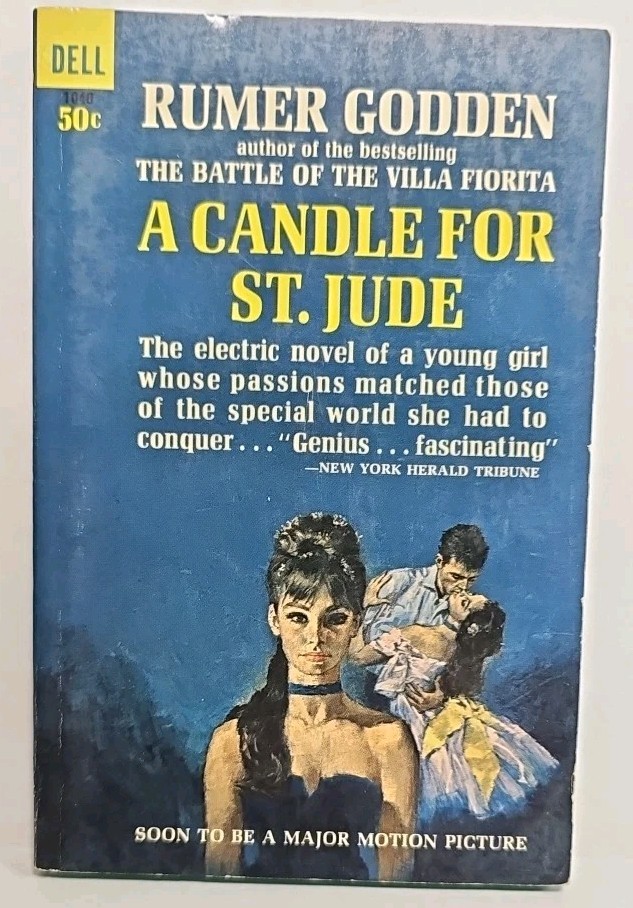 DELL
1040
50c
RUMER GODDEN
author of the bestselling
THE BATTLE OF THE VILLA FIORITA
A CANDLE FOR
ST. JUDE
The electric novel of a young girl
whose passions matched those
of the special world she had to
conquer... "Genius... fascinating"
—NEW YORK HERALD TRIBUNE
SOON TO BE A MAJOR MOTION PICTURE